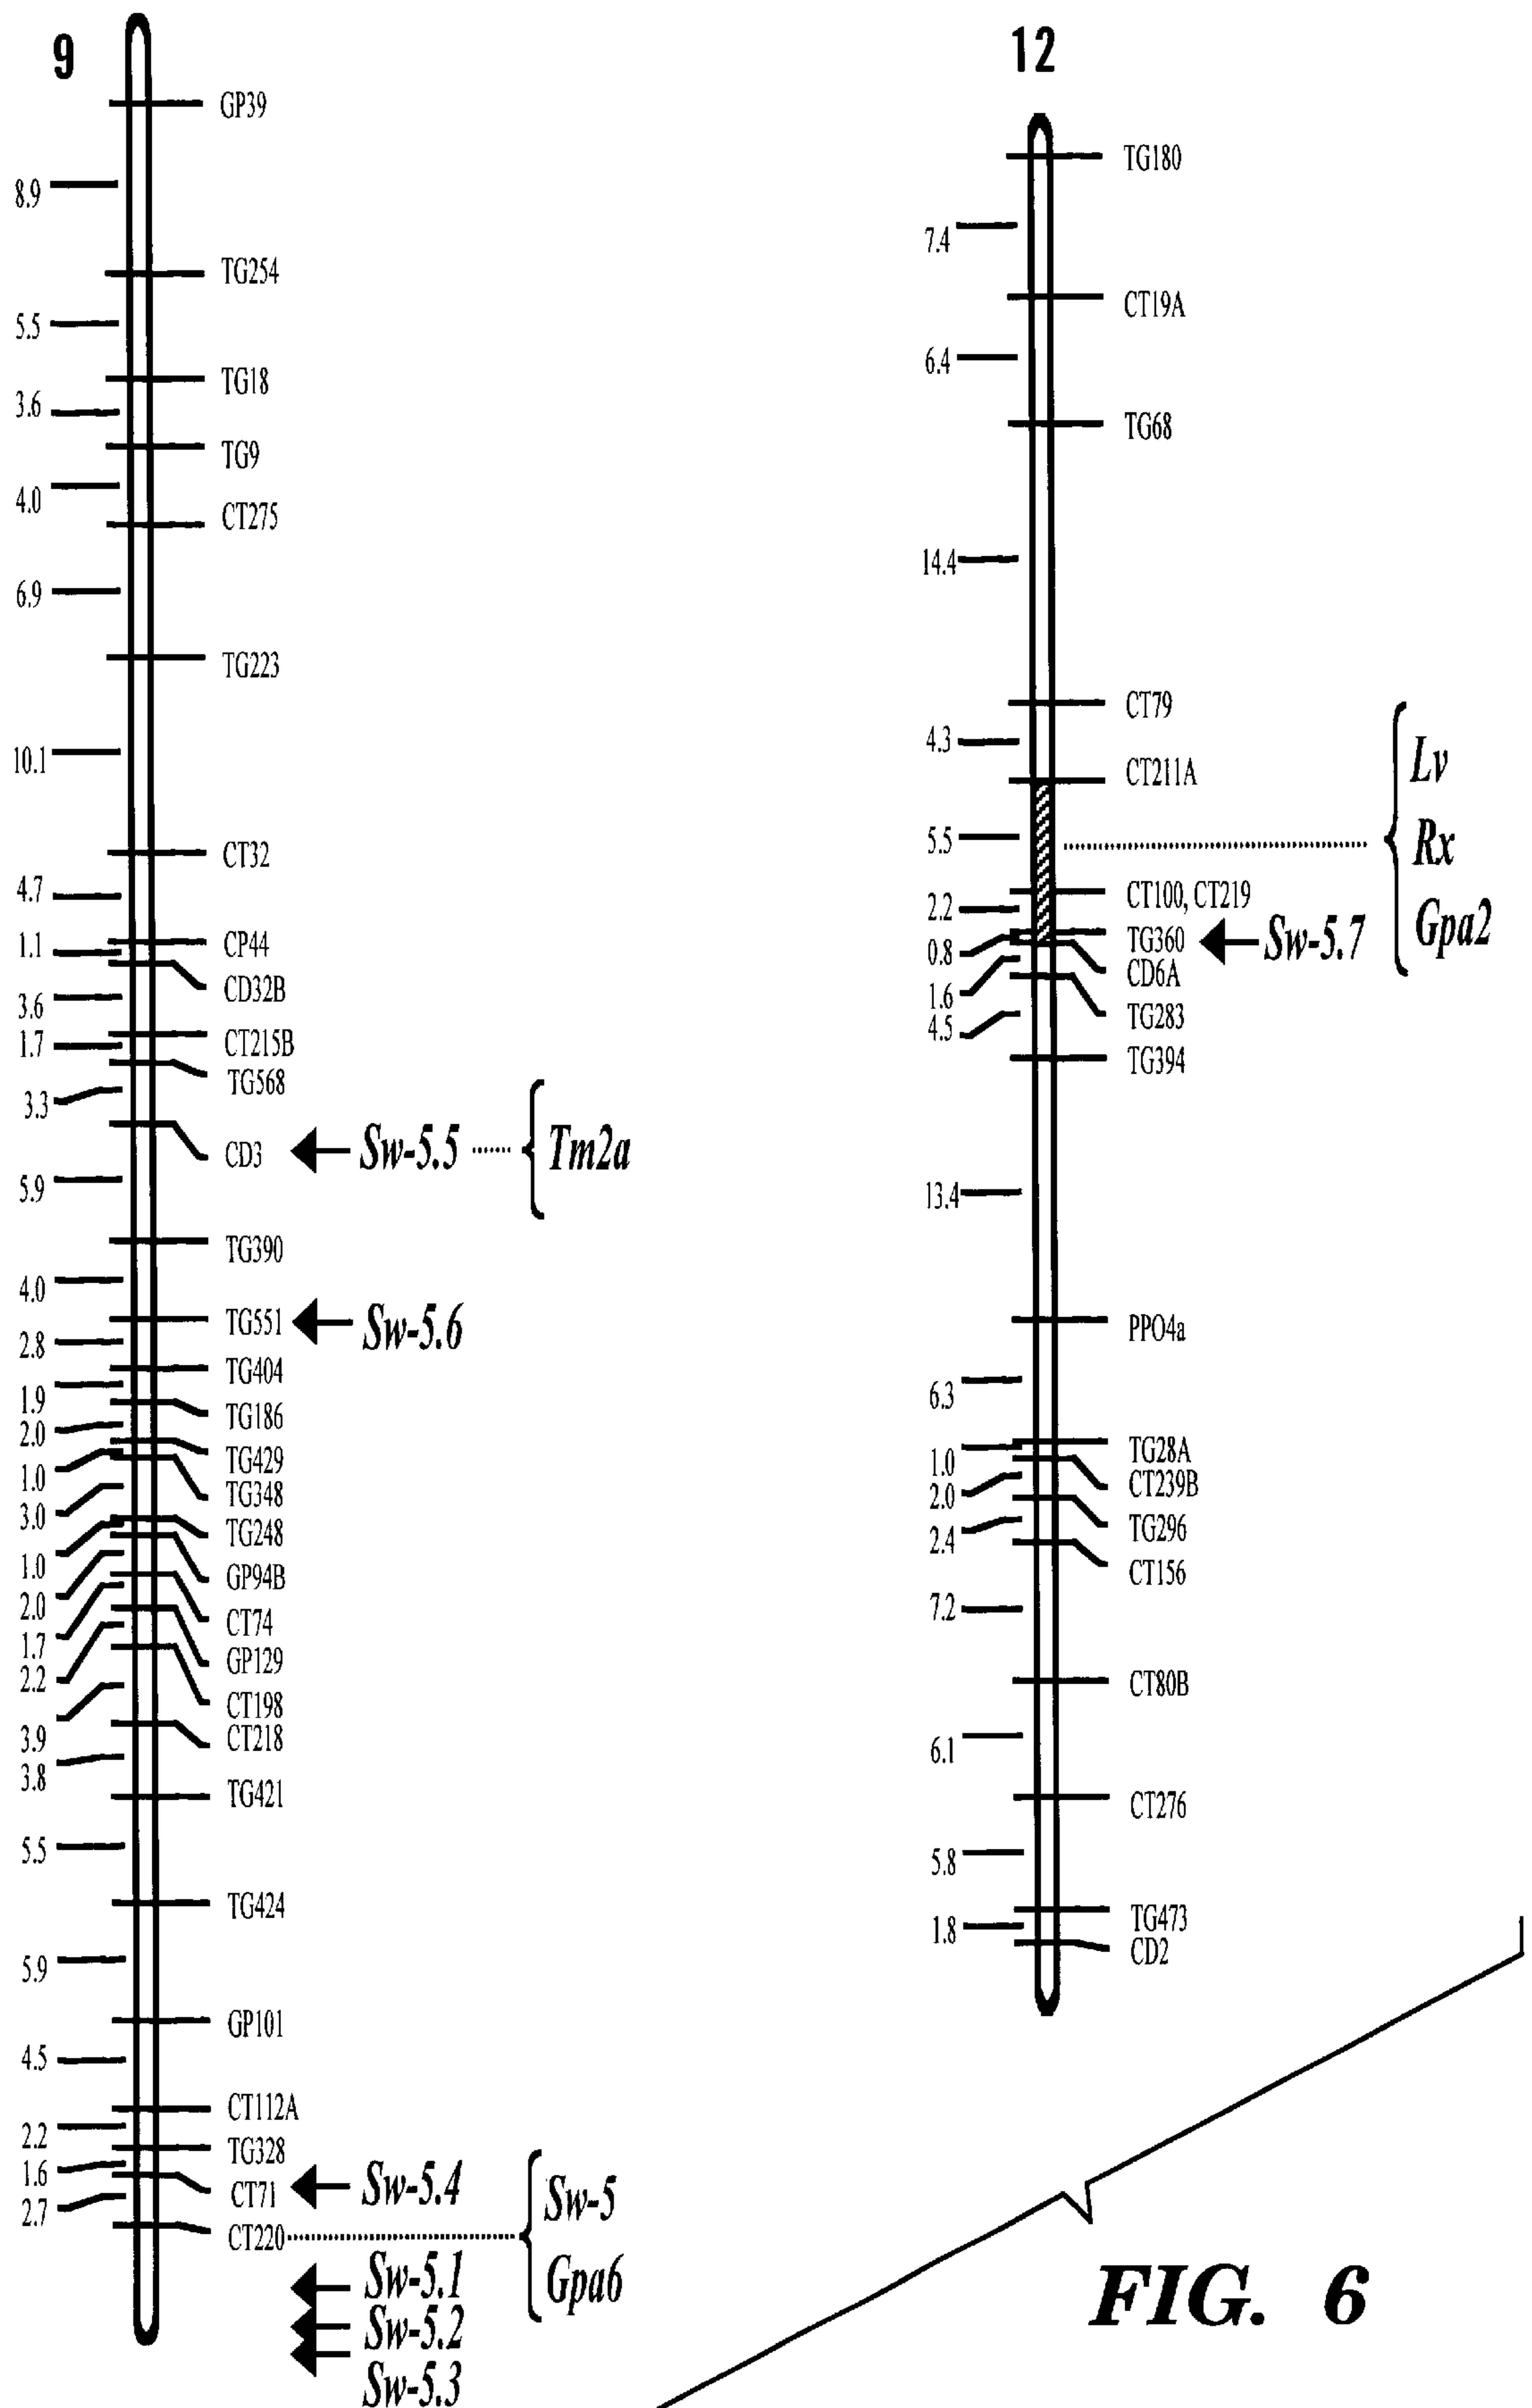 9
GP39
8.9
TG254
5.5
TG18
3.6
TG9
4.0
CT275
6.9
TG223
10.1
CT32
4.7
CP44
1.1
CD32B
3.6
CT215B
1.7
TG568
3.3
CD3
Sw-5.5
Tm2a
5.9
TG390
4.0
TG551
Sw-5.6
2.8
TG404
1.9
TG186
2.0
TG429
1.0
TG348
3.0
TG248
1.0
GP94B
2.0
CT74
1.7
GP129
2.2
CT198
3.9
CT218
3.8
TG421
5.5
TG424
5.9
GP101
4.5
CT112A
2.2
TG328
1.6
CT71
Sw-5.4
2.7
CT220
Sw-5
Gpa6
Sw-5.1
Sw-5.2
Sw-5.3
12
TG180
7.4
CT19A
6.4
TG68
14.4
CT79
4.3
CT211A
5.5
Lv
Rx
Gpa2
CT100, CT219
2.2
TG360
Sw-5.7
0.8
CD6A
1.6
TG283
4.5
TG394
13.4
PPO4a
6.3
TG28A
1.0
CT239B
2.0
TG296
2.4
CT156
7.2
CT80B
6.1
CT276
5.8
TG473
1.8
CD2
FIG. 6